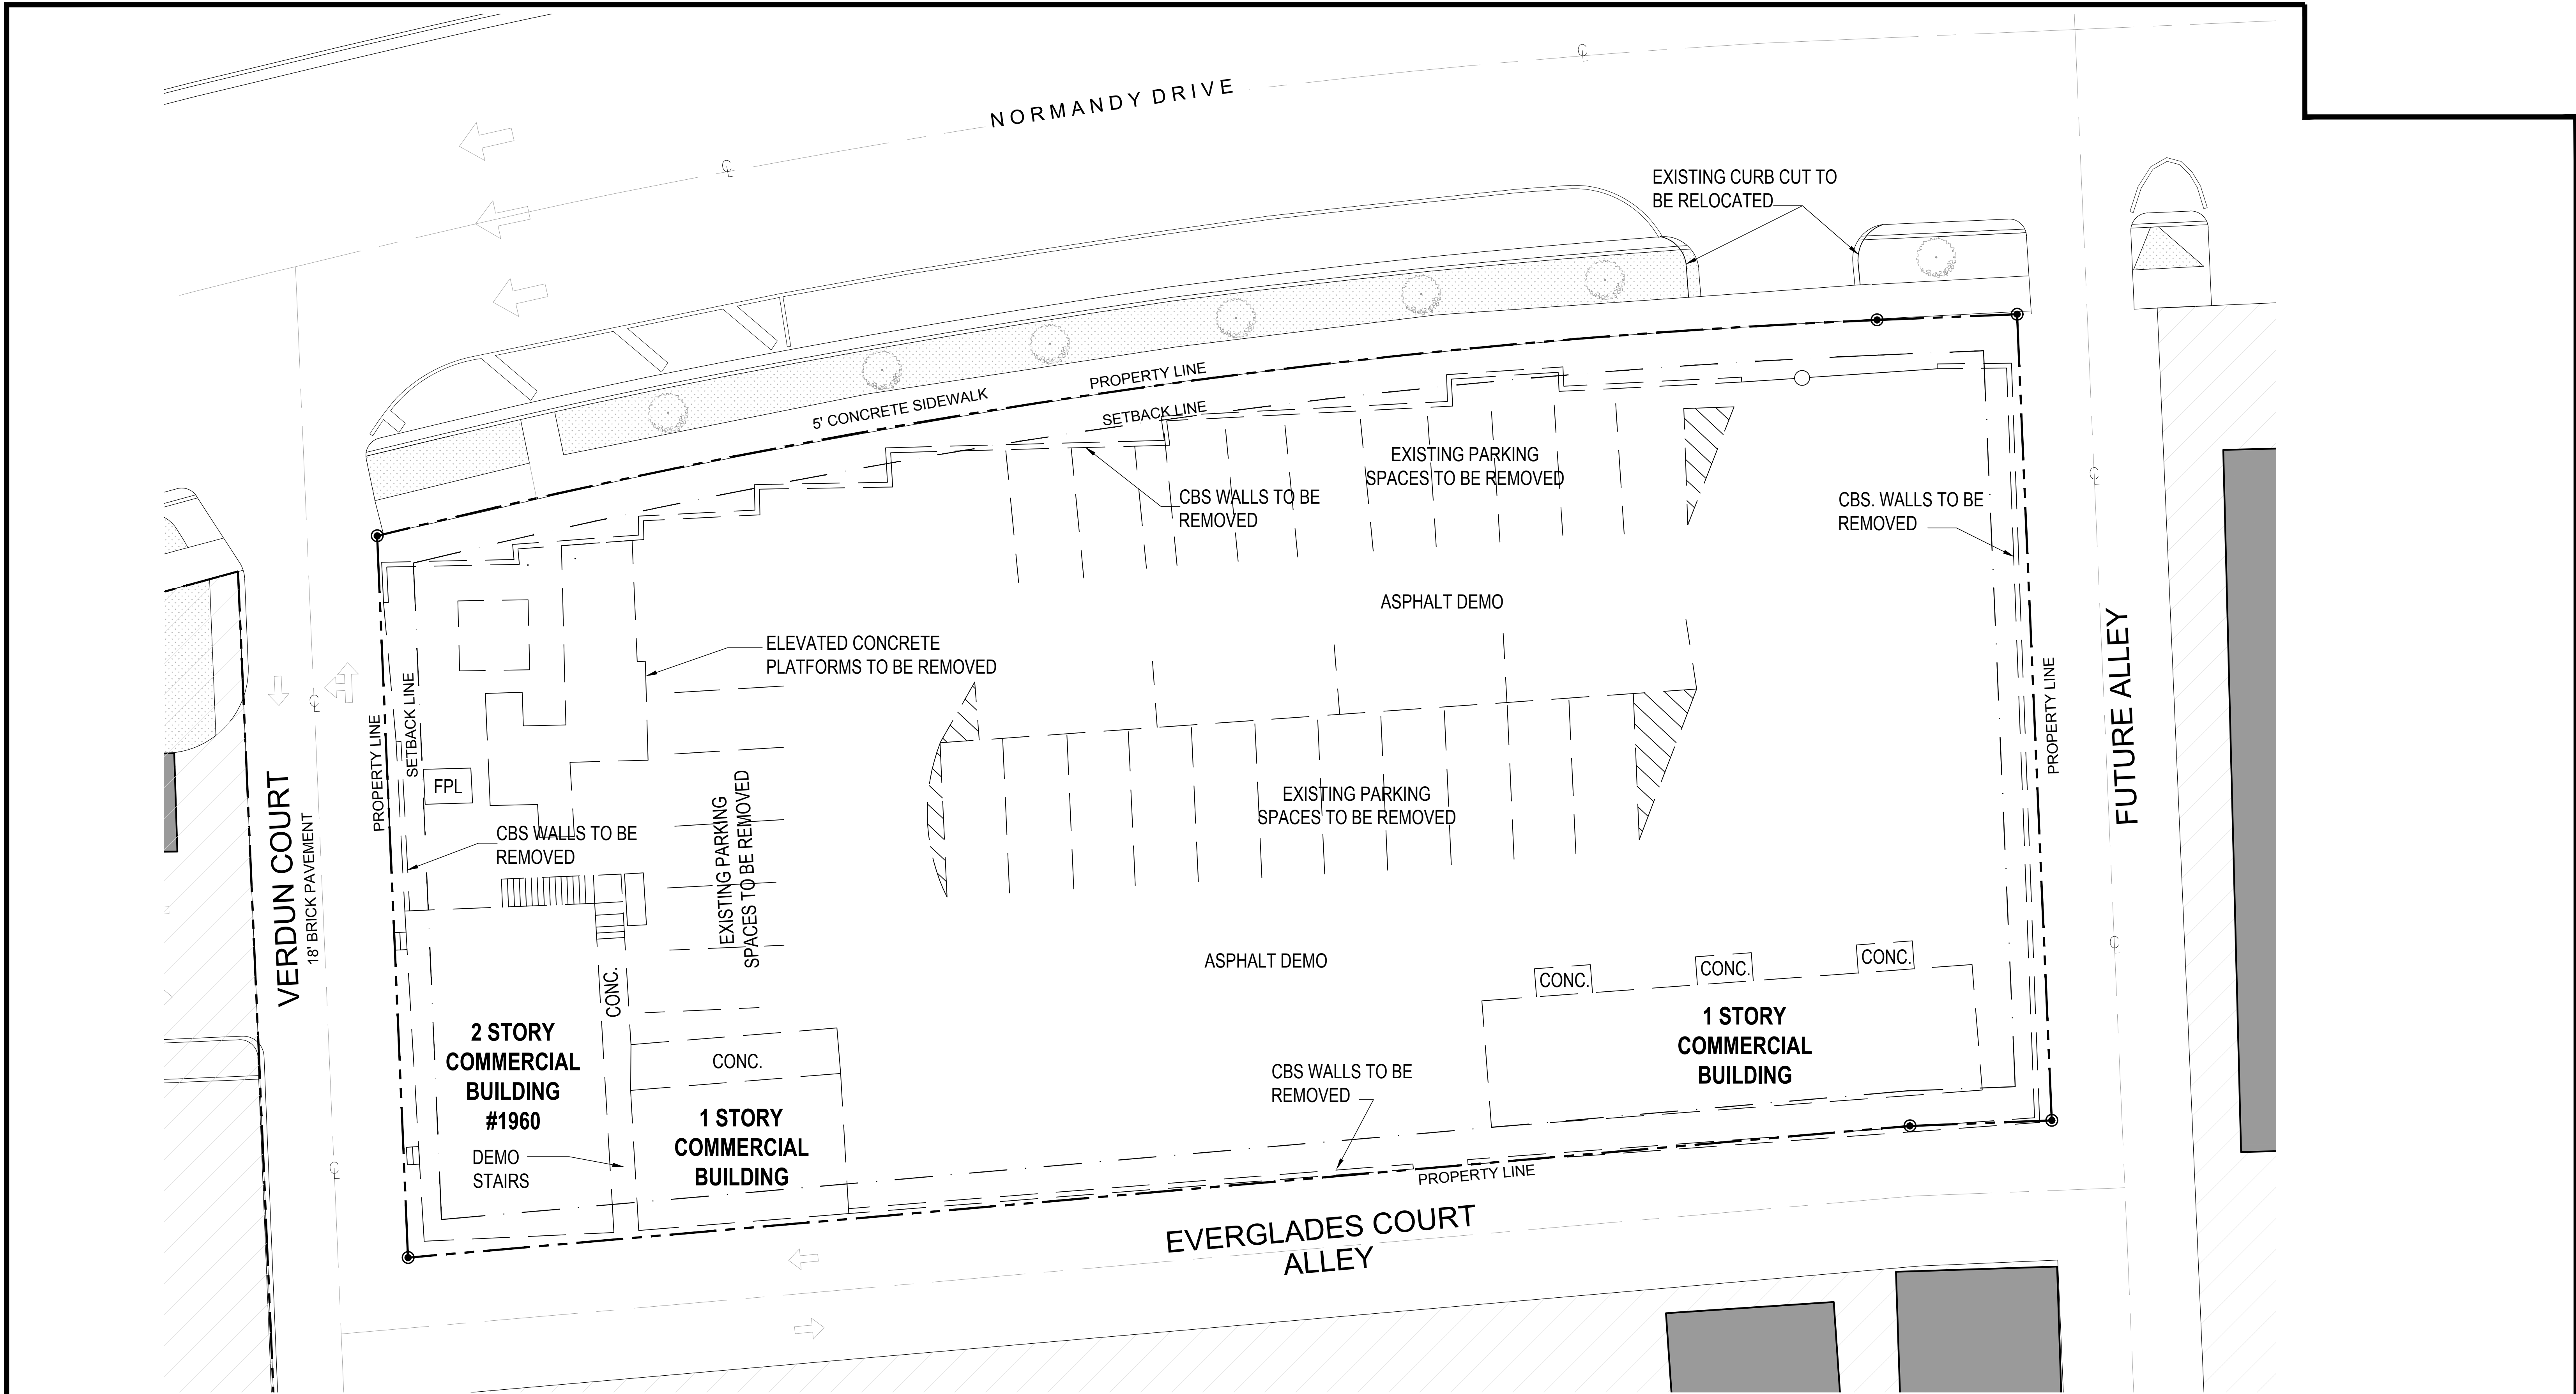 NORMANDY DRIVE
EXISTING CURB CUT TO
BE RELOCATED
PROPERTY LINE
5' CONCRETE SIDEWALK
SETBACK LINE
EXISTING PARKING
SPACES TO BE REMOVED
CBS WALLS TO BE
REMOVED
CBS. WALLS TO BE
REMOVED
ASPHALT DEMO
ELEVATED CONCRETE
PLATFORMS TO BE REMOVED
PROPERTY LINE
SETBACK LINE
FPL
CBS WALLS TO BE
REMOVED
EXISTING PARKING
SPACES TO BE REMOVED
EXISTING PARKING
SPACES TO BE REMOVED
PROPERTY LINE
FUTURE ALLEY
VERDUN COURT
18' BRICK PAVEMENT
ASPHALT DEMO
CONC.
CONC.
CONC.
CONC.
2 STORY
COMMERCIAL
BUILDING
#1960
DEMO
STAIRS
CONC.
1 STORY
COMMERCIAL
BUILDING
CBS WALLS TO BE
REMOVED
1 STORY
COMMERCIAL
BUILDING
PROPERTY LINE
EVERGLADES COURT
ALLEY